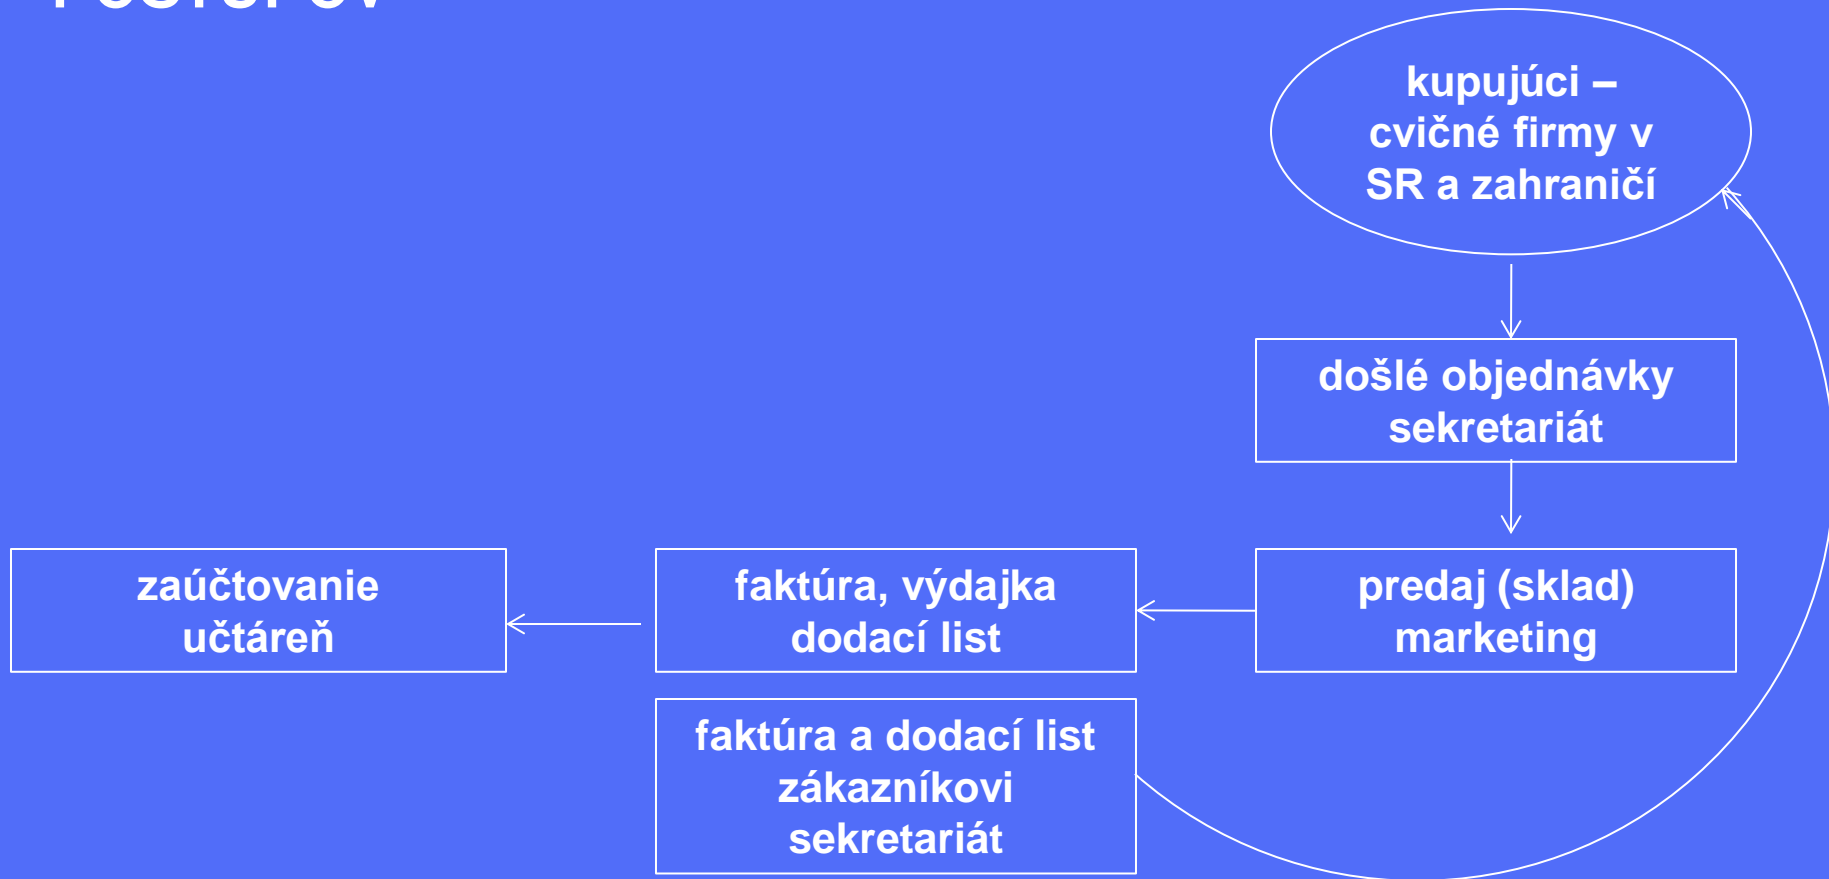 kupujúci –
cvičné firmy v
SR a zahraničí
došlé objednávky
sekretariát
predaj (sklad)
marketing
faktúra, výdajka
dodací list
zaúčtovanie
učtáreň
faktúra a dodací list
zákazníkovi
sekretariát